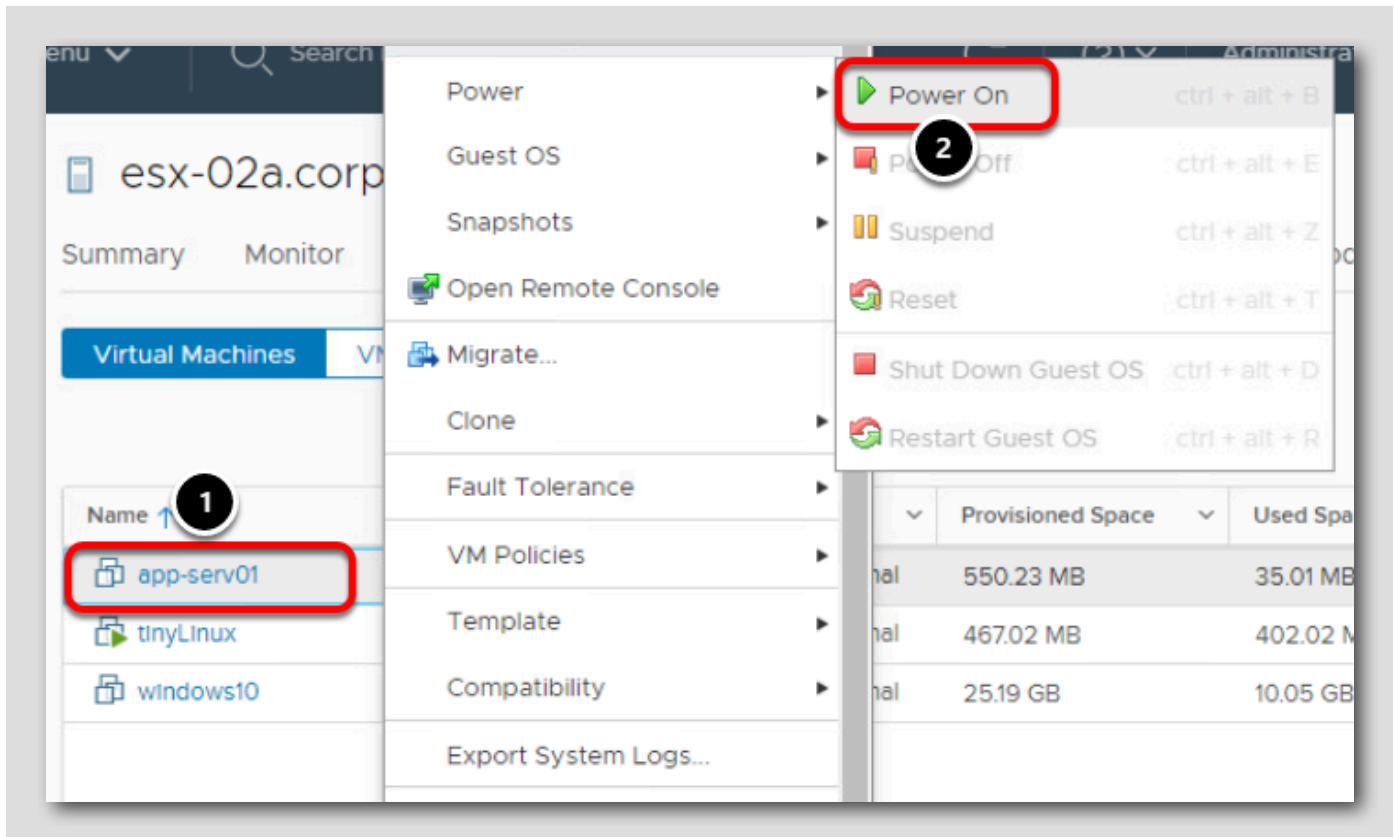 enu Search Administra
esx-02a.corp
Summary Monitor
Virtual Machines
Power
Guest OS
Snapshots
Open Remote Console
Migrate...
Clone
Fault Tolerance
VM Policies
Template
Compatibility
Export System Logs...
Power On ctrl + alt + B
2
Off ctrl + alt + E
Suspend ctrl + alt + Z
Reset ctrl + alt + T
Shut Down Guest OS ctrl + alt + D
Restart Guest OS ctrl + alt + R
1
Name Provisioned Space Used Spa
app-serv01 nal 550.23 MB 35.01 MB
tinyLinux nal 467.02 MB 402.02 M
windows10 nal 25.19 GB 10.05 GB